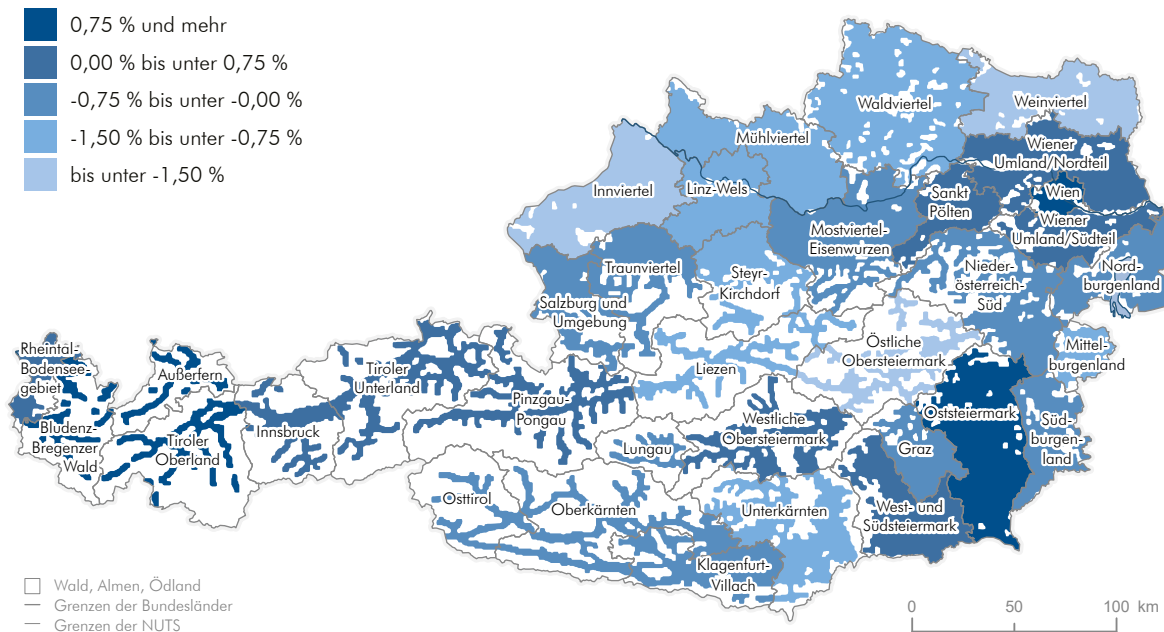 0,75 % und mehr
0,00 % bis unter 0,75 %
-0,75 % bis unter -0,00 %
-1,50 % bis unter -0,75 %
bis unter -1,50 %
Waldviertel
Weinviertel
Mühlviertel
Wiener
Umland/Nordteil
Innviertel
Linz-Wels
Sankt
Pölten
Wien
Wiener
Umland/Südteil
Mostviertel-
Eisenwurzen
Traunviertel
Steyr-
Kirchdorf
Nieder-
österreich-
Süd
Nord-
burgenland
Salzburg und
Umgebung
Rheintal-
Bodensee-
gebiet
Außerfern
Tiroler
Unterland
Liezen
Östliche
Obersteiermark
Mittel-
burgenland
Pinzgau-
Pongau
Bludenz-
Bregenzer
Wald
Tiroler
Oberland
Innsbruck
Westliche
Obersteiermark
Oststeiermark
Süd-
burgen-
land
Lungau
Graz
Osttirol
Oberkärnten
Unterkärnten
West- und
Südsteiermark
Klagenfurt-
Villach
Wald, Almen, Ödland
Grenzen der Bundesländer
Grenzen der NUTS
0 50 100 km